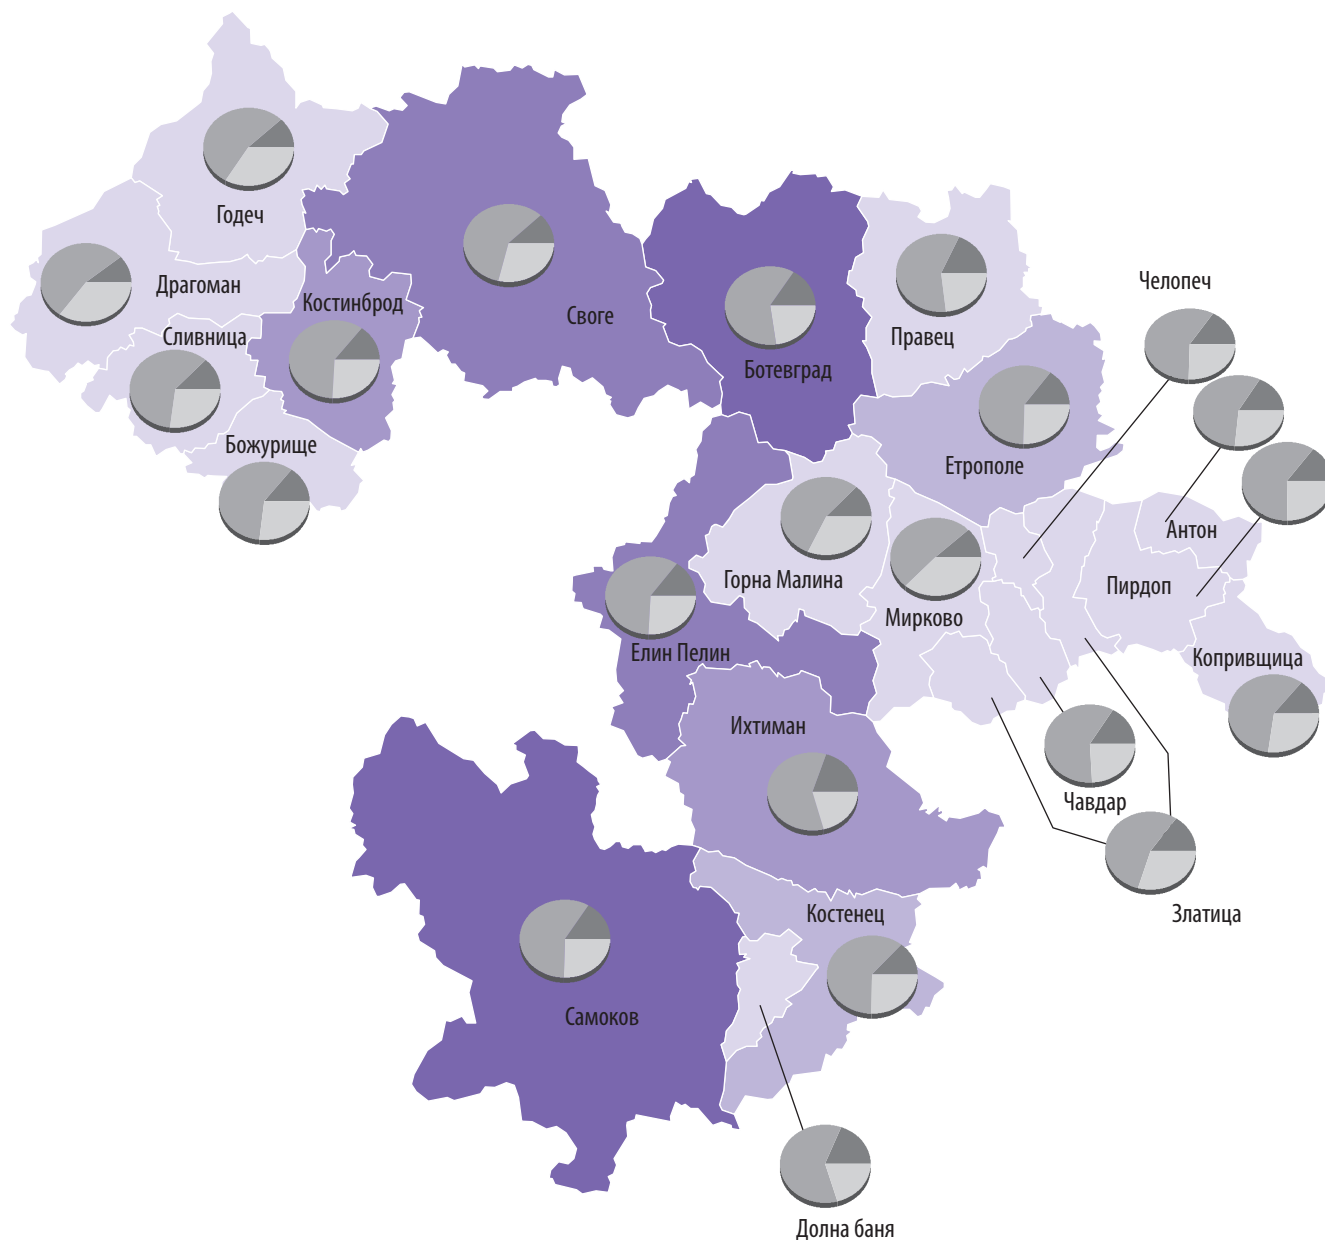 Годеч
Челопеч
Драгоман
Костинброд
Своге
Сливница
Правец
Ботевград
Божурище
Етрополе
Антон
Горна Малина
Пирдоп
Мирково
Елин Пелин
Копривщица
Ихтиман
Чавдар
Костенец
Златица
Самоков
Долна баня